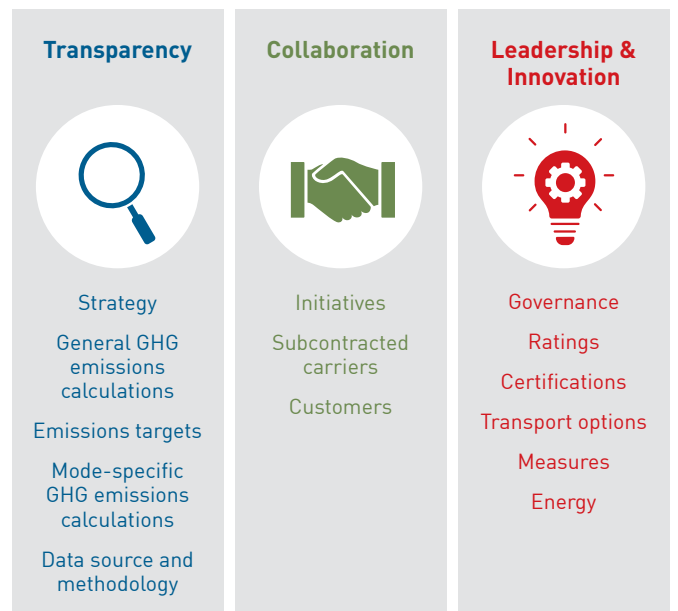 Transparency
Strategy
General GHG
emissions
calculations
Emissions targets
Mode-specific
GHG emissions
calculations
Data source and
methodology
Collaboration
Initiatives
Subcontracted
carriers
Customers
Leadership &
Innovation
Governance
Ratings
Certifications
Transport options
Measures
Energy